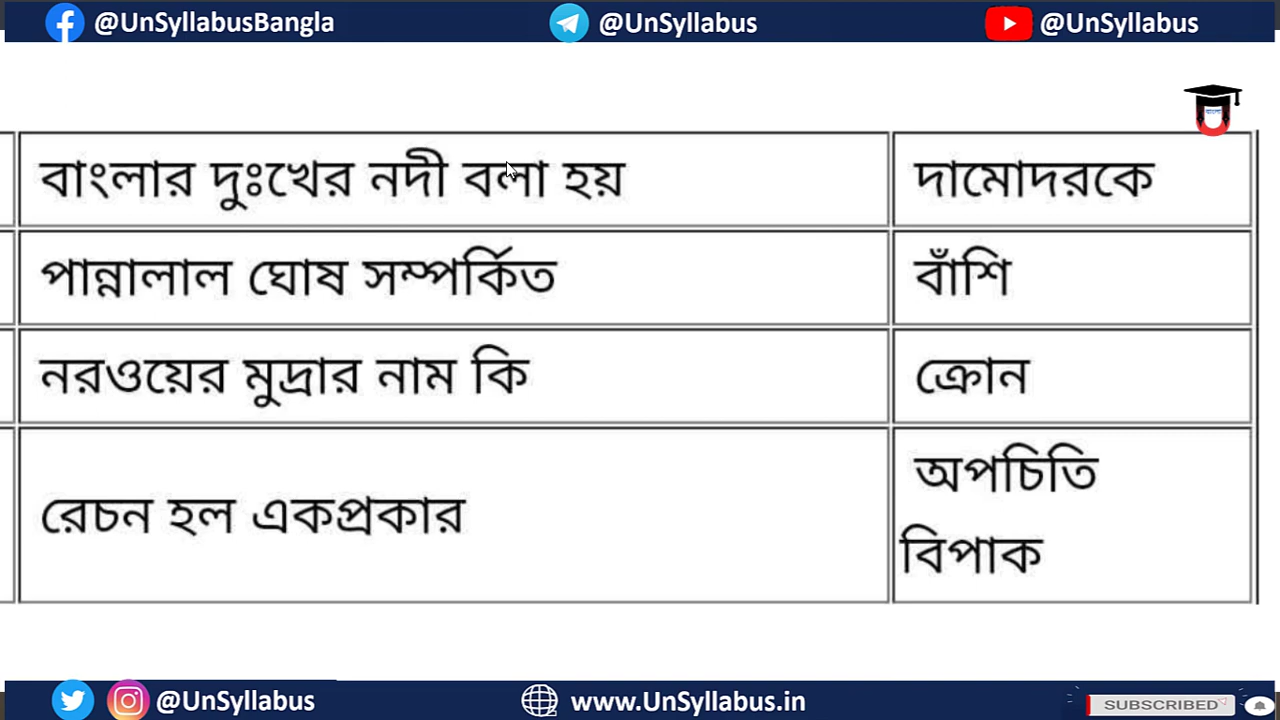 @UnSyllabusBangla @UnSyllabus @UnSyllabus
বাংলার দুঃখের নদী বলা হয় দামোদরকে
পান্নালাল ঘোষ সম্পর্কিত বাঁশি
নরওয়ের মুদ্রার নাম কি ক্রোন
রেচন হল একপ্রকার অপচিতি
বিপাক
@UnSyllabus www.UnSyllabus.in SUBSCRIBED